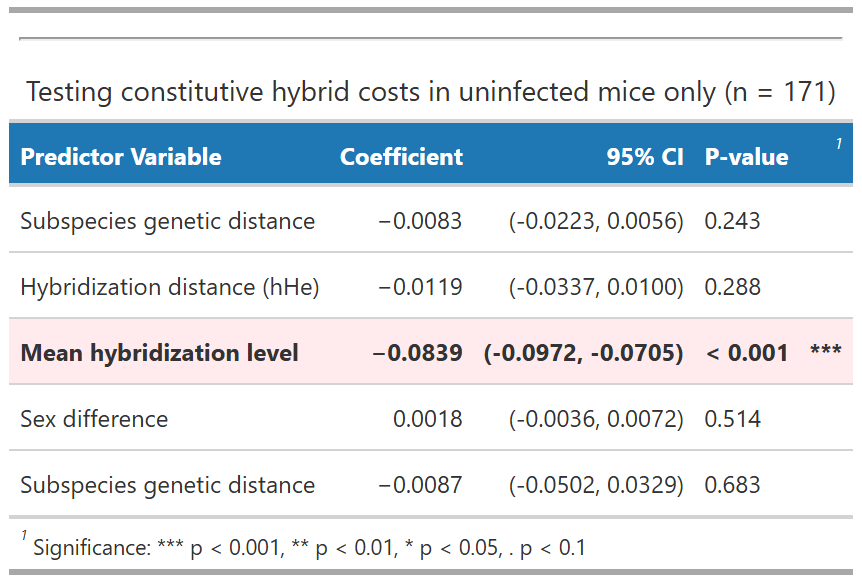 Testing constitutive hybrid costs in uninfected mice only (n = 171)
Predictor Variable Coefficient 95% CI P-value 1
Subspecies genetic distance −0.0083 (-0.0223, 0.0056) 0.243
Hybridization distance (hHe) −0.0119 (-0.0337, 0.0100) 0.288
Mean hybridization level −0.0839 (-0.0972, -0.0705) < 0.001 ***
Sex difference 0.0018 (-0.0036, 0.0072) 0.514
Subspecies genetic distance −0.0087 (-0.0502, 0.0329) 0.683
1 Significance: *** p < 0.001, ** p < 0.01, * p < 0.05, . p < 0.1